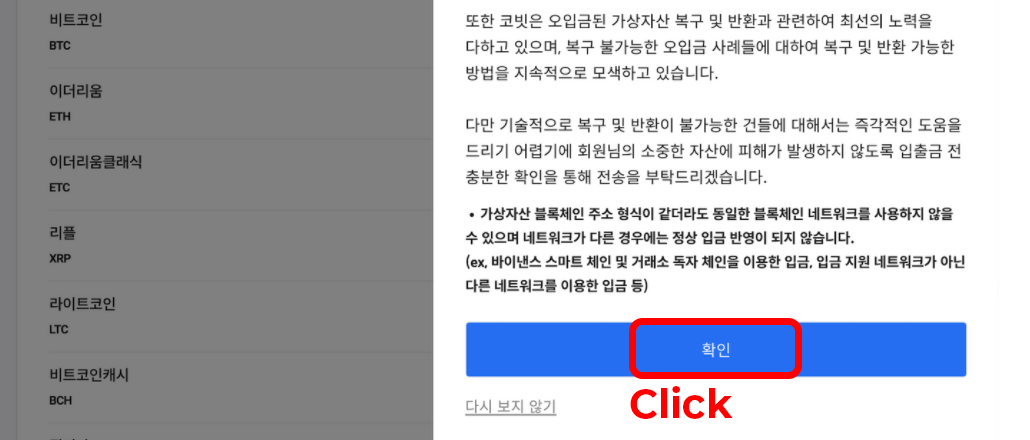 비트코인
BTC
이더리움
ETH
이더리움클래식
ETC
리플
XRP
라이트코인
LTC
비트코인캐시
BCH
또한 코빗은 오입금된 가상자산 복구 및 반환과 관련하여 최선의 노력을
다하고 있으며, 복구 불가능한 오입금 사례들에 대하여 복구 및 반환 가능한
방법을 지속적으로 모색하고 있습니다.
다만 기술적으로 복구 및 반환이 불가능한 건들에 대해서는 즉각적인 도움을
드리기 어렵기에 회원님의 소중한 자산에 피해가 발생하지 않도록 입출금 전
충분한 확인을 통해 전송을 부탁드리겠습니다.
• 가상자산 블록체인 주소 형식이 같더라도 동일한 블록체인 네트워크를 사용하지 않을
수 있으며 네트워크가 다른 경우에는 정상 입금 반영이 되지 않습니다.
(ex, 바이낸스 스마트 체인 및 거래소 독자 체인을 이용한 입금, 입금 지원 네트워크가 아닌
다른 네트워크를 이용한 입금 등)
확인
Click
다시 보지 않기